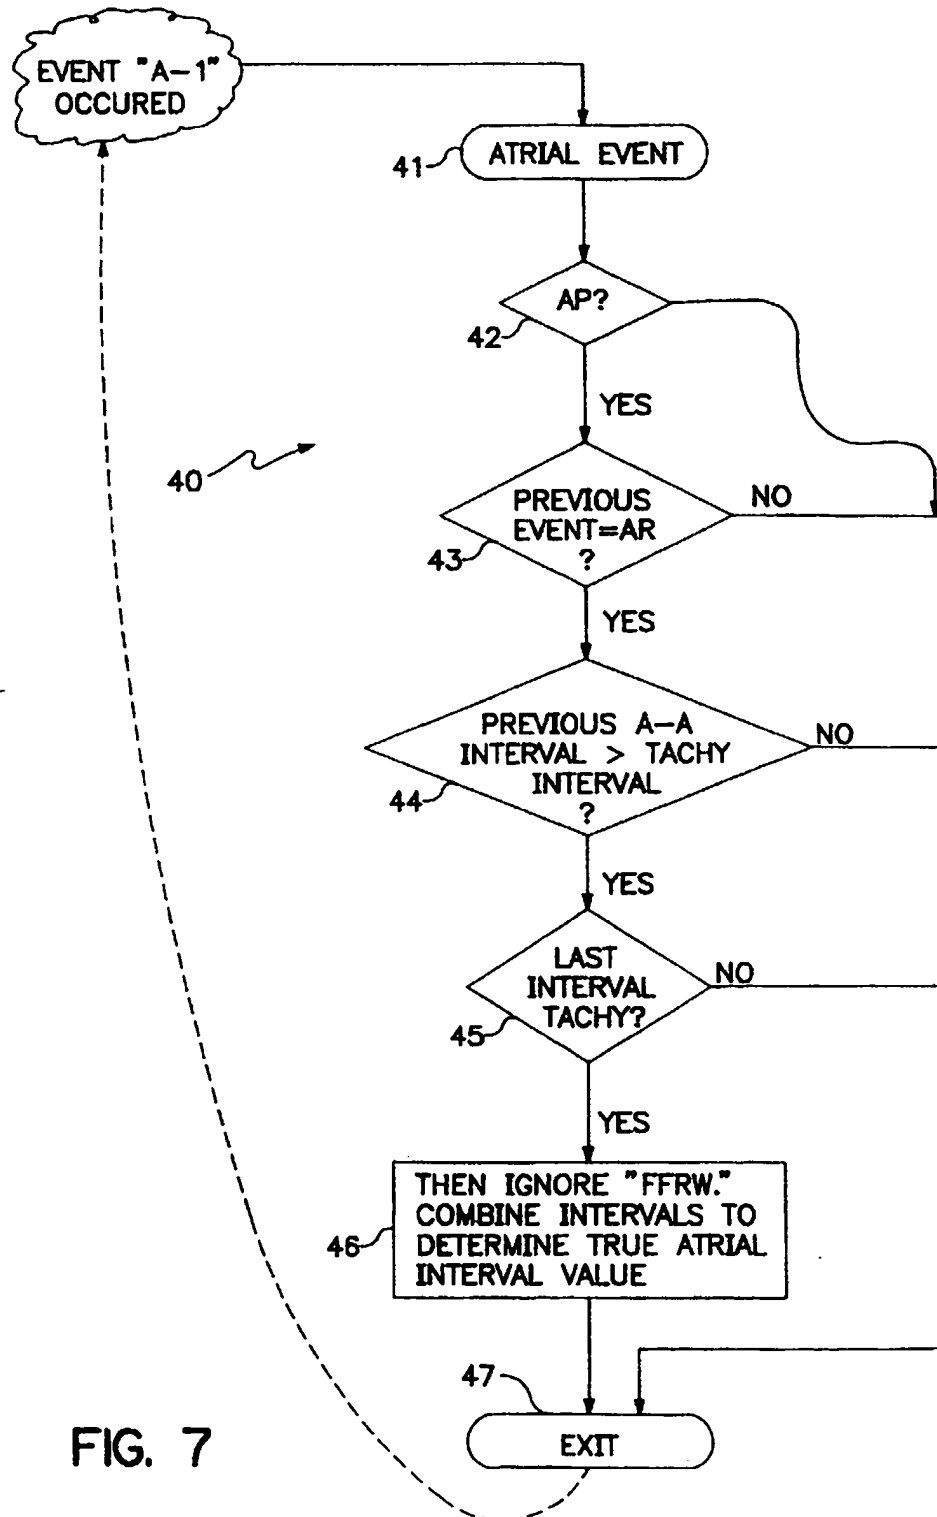 EVENT "A-1"
OCCURED
41
ATRIAL EVENT
AP?
42
YES
40
PREVIOUS
EVENT=AR
?
NO
43
YES
PREVIOUS A-A
INTERVAL > TACHY
INTERVAL
?
NO
44
YES
LAST
INTERVAL
TACHY?
NO
45
YES
THEN IGNORE "FFRW."
COMBINE INTERVALS TO
DETERMINE TRUE ATRIAL
INTERVAL VALUE
46
47
EXIT
FIG. 7